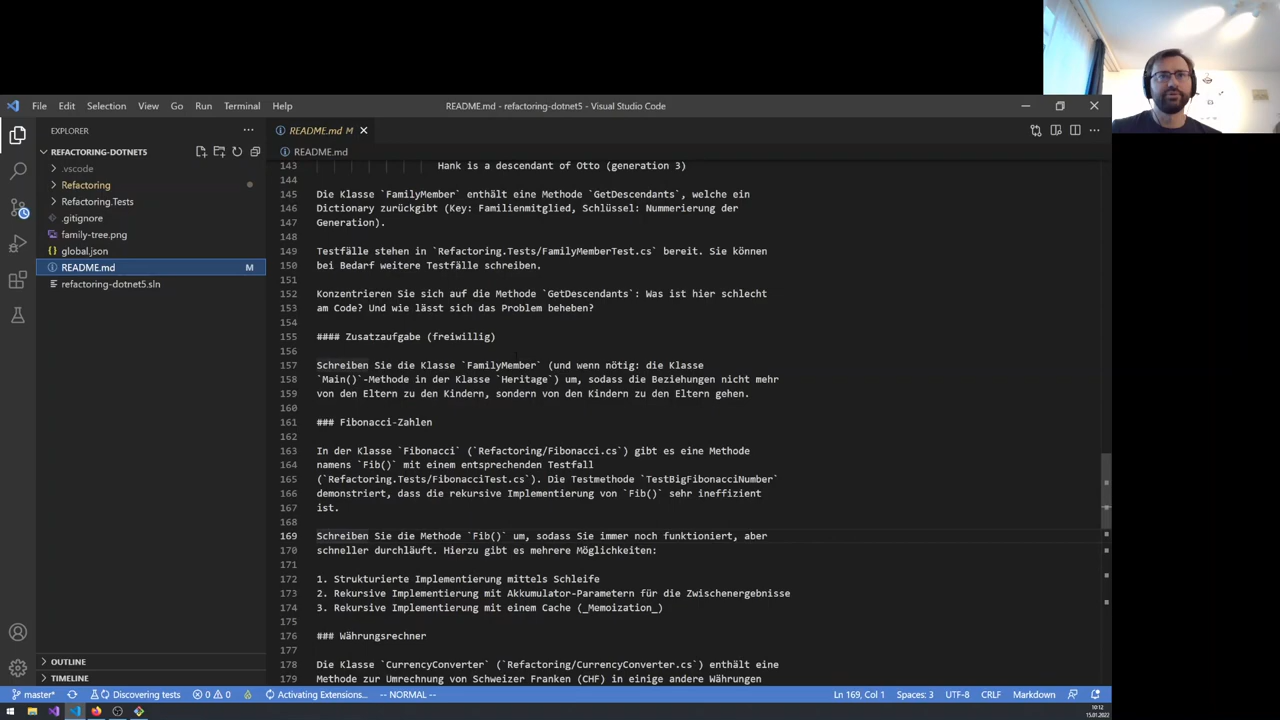 File Edit Selection View Go Run Terminal Help
README.md - refactoring-dotnet5 - Visual Studio Code
EXPLORER
README.md M
REFACTORING-DOTNET5
README.md
.vscode
Refactoring
Refactoring.Tests
.gitignore
family-tree.png
global.json
README.md M
refactoring-dotnet5.sln
143 Hank is a descendant of Otto (generation 3)
144
145 Die Klasse `FamilyMember` enthält eine Methode `GetDescendants`, welche ein
146 Dictionary zurückgibt (Key: Familienmitglied, Schlüssel: Nummerierung der
147 Generation).
148
149 Testfälle stehen in `Refactoring.Tests/FamilyMemberTest.cs` bereit. Sie können
150 bei Bedarf weitere Testfälle schreiben.
151
152 Konzentrieren Sie sich auf die Methode `GetDescendants`: Was ist hier schlecht
153 am Code? Und wie lässt sich das Problem beheben?
154
155 #### Zusatzaufgabe (freiwillig)
156
157 Schreiben Sie die Klasse `FamilyMember` (und wenn nötig: die Klasse
158 `Main()`-Methode in der Klasse `Heritage`) um, sodass die Beziehungen nicht mehr
159 von den Eltern zu den Kindern, sondern von den Kindern zu den Eltern gehen.
160
161 ### Fibonacci-Zahlen
162
163 In der Klasse `Fibonacci` (`Refactoring/Fibonacci.cs`) gibt es eine Methode
164 namens `Fib()` mit einem entsprechenden Testfall
165 (`Refactoring.Tests/FibonacciTest.cs`). Die Testmethode `TestBigFibonacciNumber`
166 demonstriert, dass die rekursive Implementierung von `Fib()` sehr ineffizient
167 ist.
168
169 Schreiben Sie die Methode `Fib()` um, sodass Sie immer noch funktioniert, aber
170 schneller durchläuft. Hierzu gibt es mehrere Möglichkeiten:
171
172 1. Strukturierte Implementierung mittels Schleife
173 2. Rekursive Implementierung mit Akkumulator-Parametern für die Zwischenergebnisse
174 3. Rekursive Implementierung mit einem Cache (_Memoization_)
175
176 ### Währungsrechner
177
178 Die Klasse `CurrencyConverter` (`Refactoring/CurrencyConverter.cs`) enthält eine
179 Methode zur Umrechnung von Schweizer Franken (CHF) in einige andere Währungen
OUTLINE
TIMELINE
master* Discovering tests 0 0 Activating Extensions... -- NORMAL -- Ln 169, Col 1 Spaces: 3 UTF-8 CRLF Markdown
10:12
15.01.2022